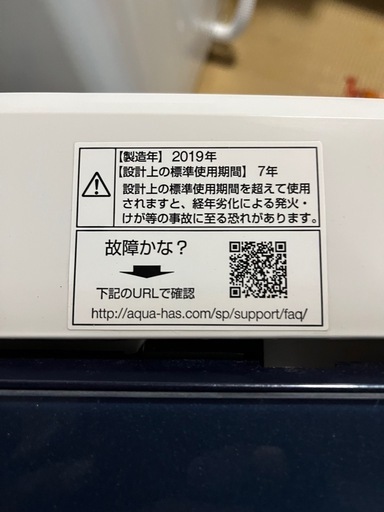 【製造年】 2019年
【設計上の標準使用期間】 7年
設計上の標準使用期間を超えて使用
されますと、経年劣化による発火・
けが等の事故に至る恐れがあります。
故障かな？
下記のURLで確認
http://aqua-has.com/sp/support/faq/